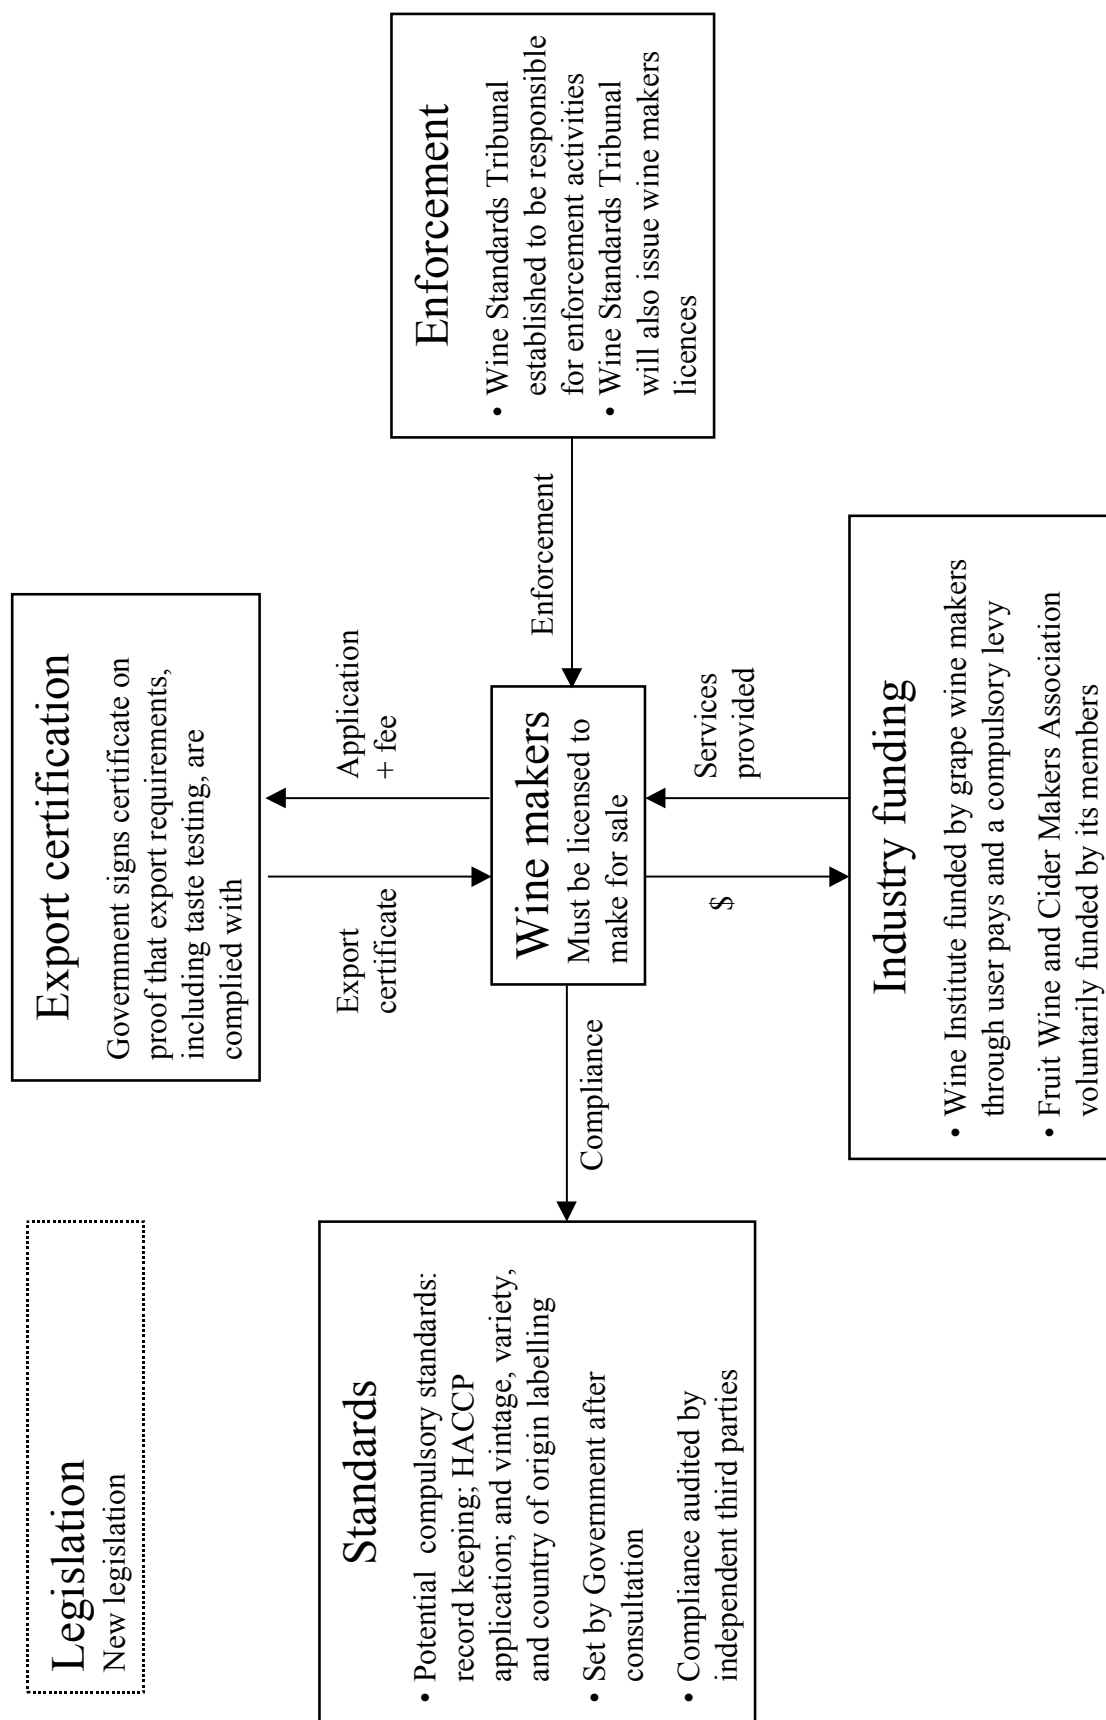 Legislation
New legislation
Export certification
Government signs certificate on
proof that export requirements,
including taste testing, are
complied with
Export
certificate
Application
+ fee
Standards
• Potential compulsory standards:
record keeping; HACCP
application; and vintage, variety,
and country of origin labelling
• Set by Government after
consultation
• Compliance audited by
independent third parties
Compliance
Wine makers
Must be licensed to
make for sale
Enforcement
Enforcement
• Wine Standards Tribunal
established to be responsible
for enforcement activities
• Wine Standards Tribunal
will also issue wine makers
licences
$
Services
provided
Industry funding
• Wine Institute funded by grape wine makers
through user pays and a compulsory levy
• Fruit Wine and Cider Makers Association
voluntarily funded by its members